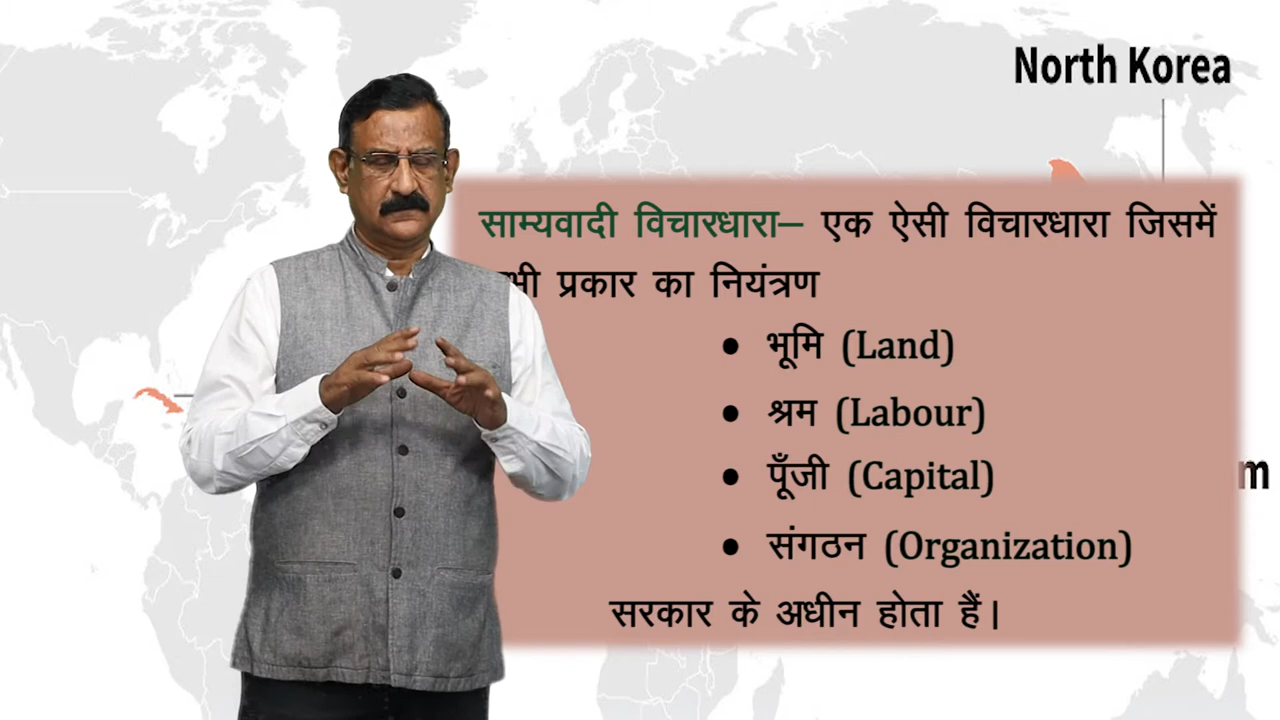 North Korea
साम्यवादी विचारधारा– एक ऐसी विचारधारा जिसमें
प्रकार का नियंत्रण
• भूमि (Land)
• श्रम (Labour)
• पूँजी (Capital)
• संगठन (Organization)
सरकार के अधीन होता हैं।